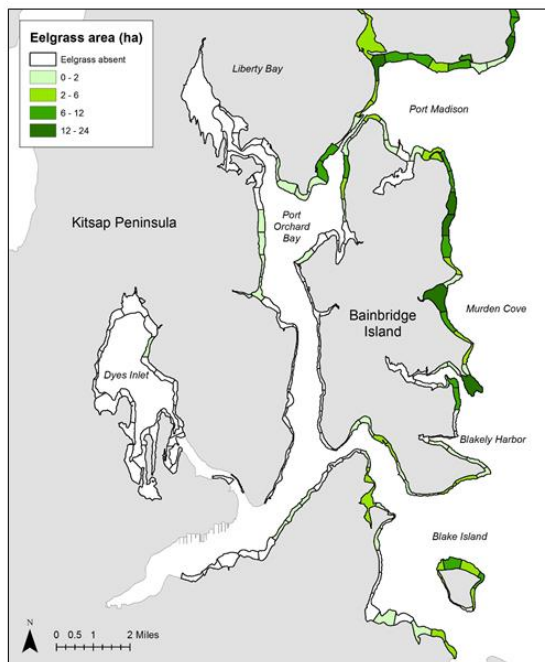 Eelgrass area (ha)
Eelgrass absent
0 - 2
2 - 6
6 - 12
12 - 24
Liberty Bay
Port Madison
Kitsap Peninsula
Port
Orchard
Bay
Bainbridge
Island
Murden Cove
Dyes Inlet
Blakely Harbor
Blake Island
N
0 0.5 1 2 Miles